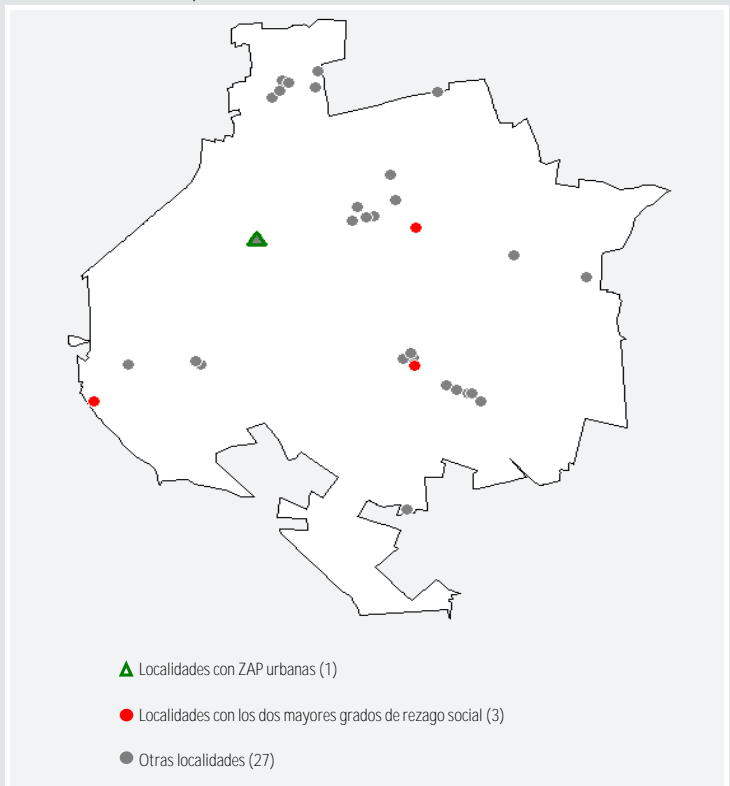 Localidades con ZAP urbanas (1)
Localidades con los dos mayores grados de rezago social (3)
Otras localidades (27)